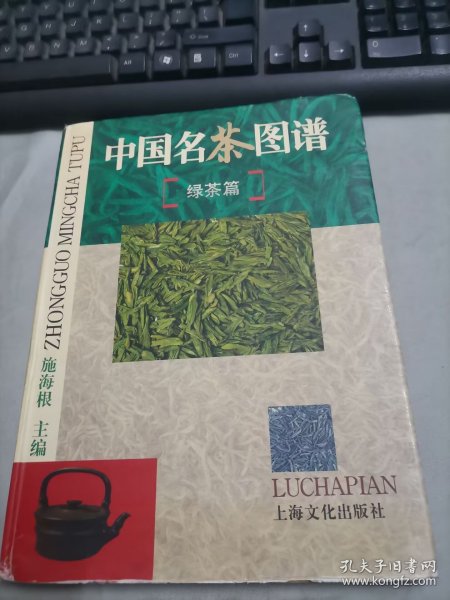 中国名茶图谱
[绿茶篇]
ZHONGGUO MINGCHA TUPU
施海根 主编
LUCHAPIAN
上海文化出版社
Alt
孔夫子旧书网
www.kongfz.com